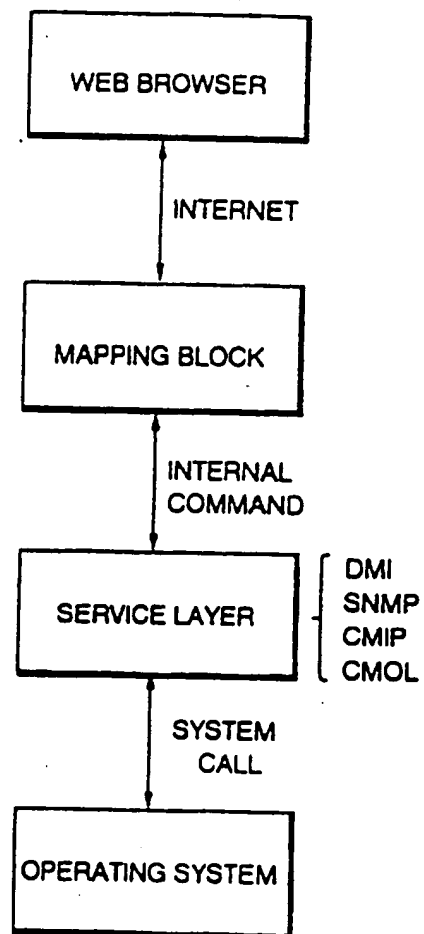 WEB BROWSER
INTERNET
MAPPING BLOCK
INTERNAL
COMMAND
SERVICE LAYER
DMI
SNMP
CMIP
CMOL
SYSTEM
CALL
OPERATING SYSTEM